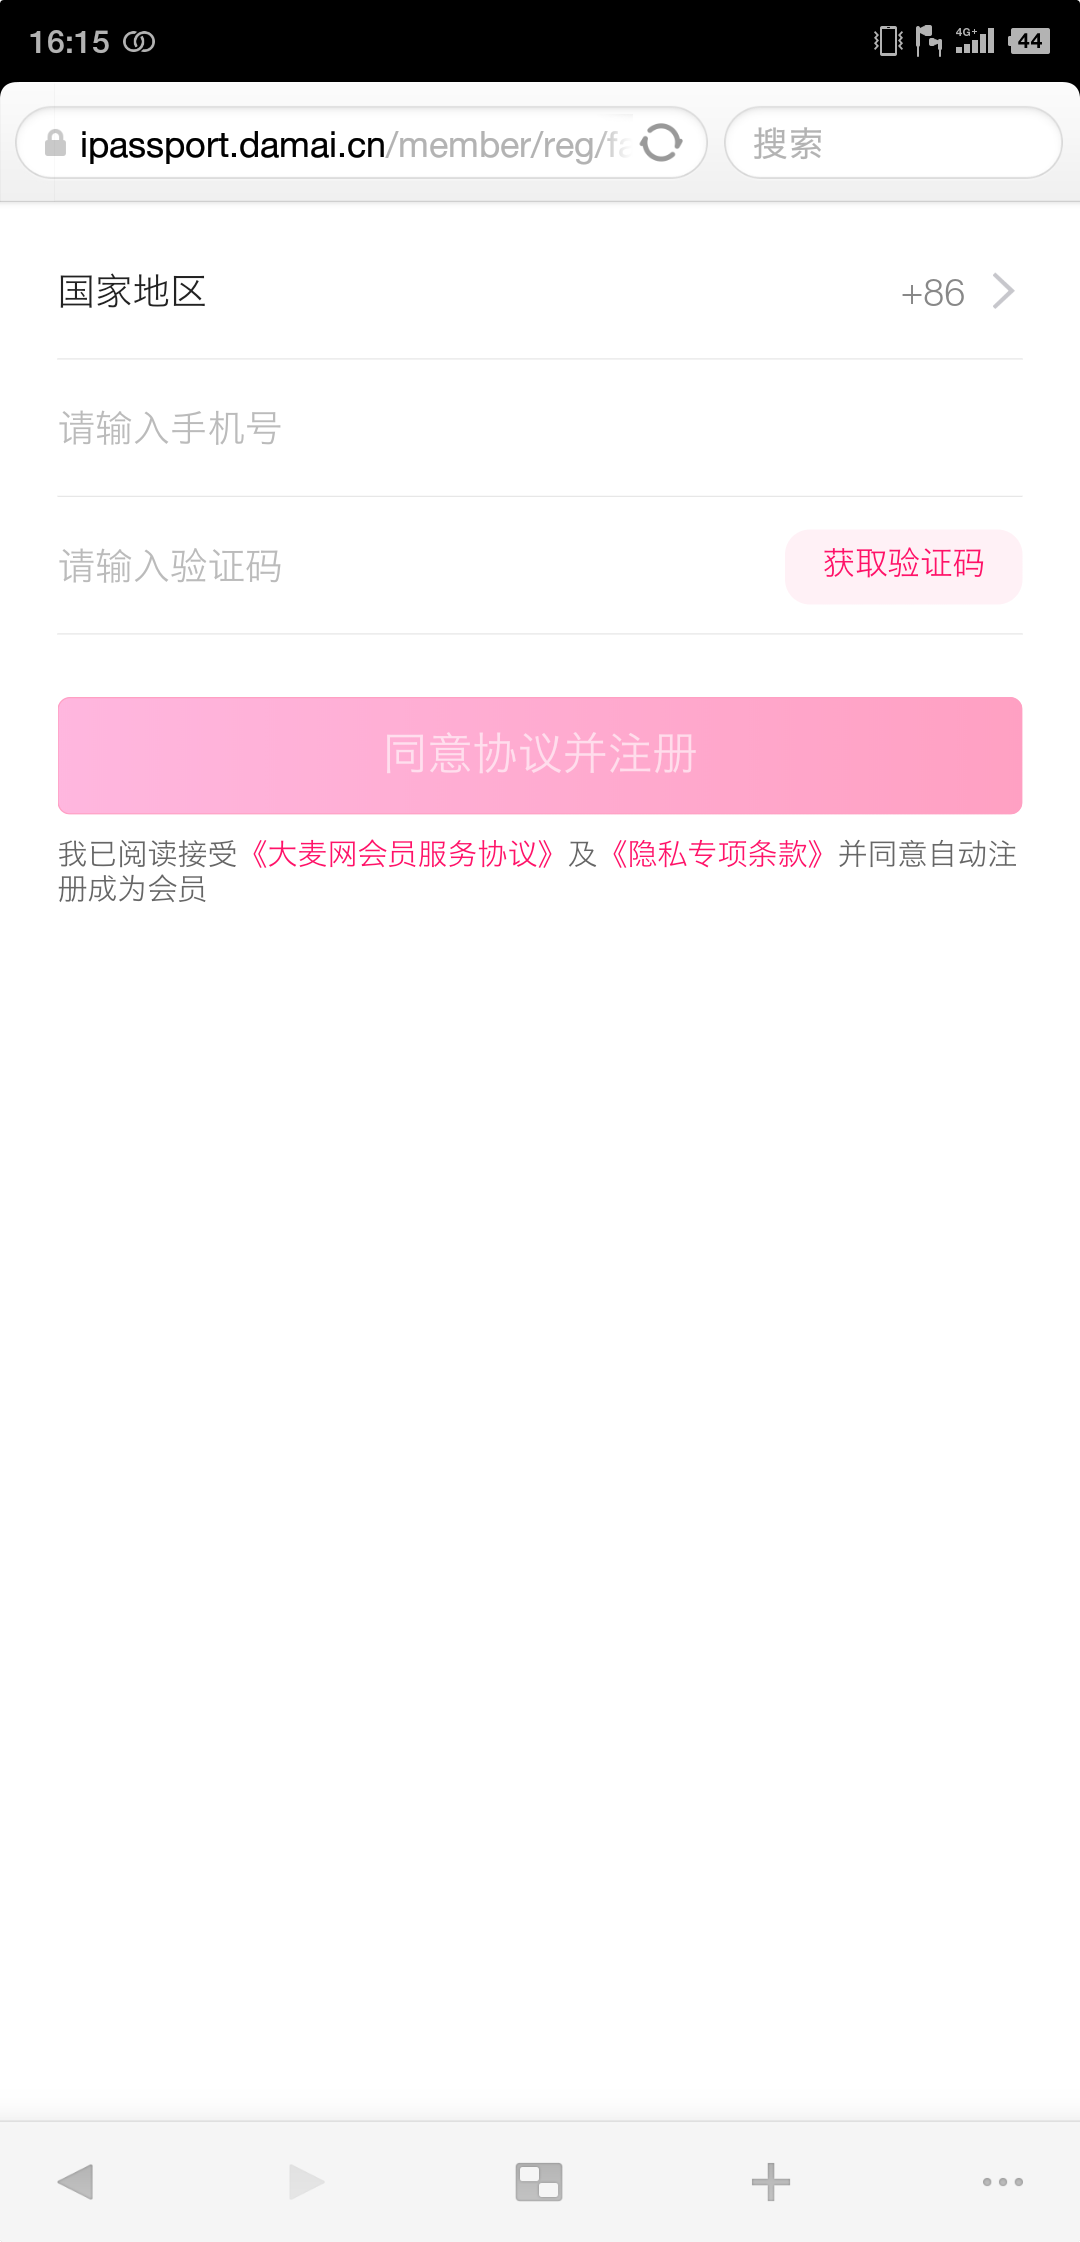 16:15
4G+
44
ipassport.damai.cn/member/reg/fa
搜索
国家地区
+86
请输入手机号
请输入验证码
获取验证码
同意协议并注册
我已阅读接受《大麦网会员服务协议》及《隐私专项条款》并同意自动注
册成为会员